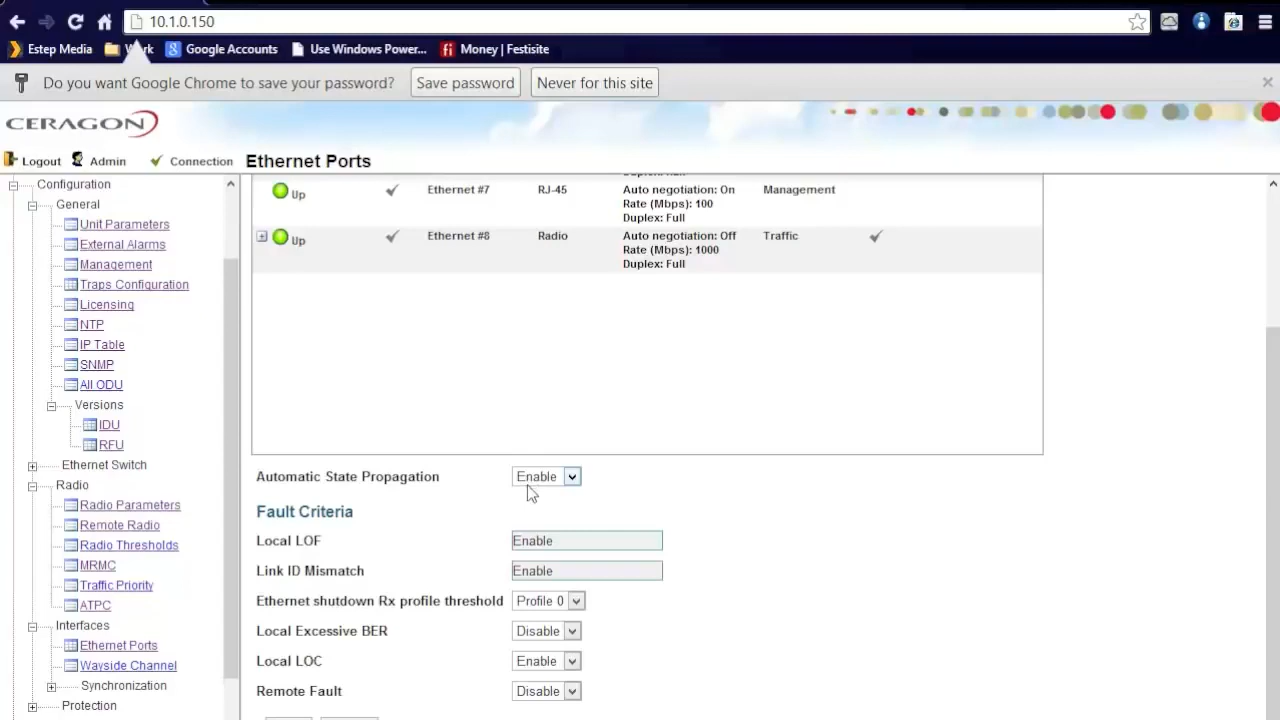 10.1.0.150
Estep Media Work Google Accounts Use Windows Power... Money | Festisite
Do you want Google Chrome to save your password? Save password Never for this site
CERAGON
Logout Admin Connection Ethernet Ports
Configuration
General
Unit Parameters
External Alarms
Management
Traps Configuration
Licensing
NTP
IP Table
SNMP
All ODU
Versions
IDU
RFU
Ethernet Switch
Radio
Radio Parameters
Remote Radio
Radio Thresholds
MRMC
Traffic Priority
ATPC
Interfaces
Ethernet Ports
Wayside Channel
Synchronization
Protection
Up Ethernet #7 RJ-45 Auto negotiation: On Management
Rate (Mbps): 100
Duplex: Full
Up Ethernet #8 Radio Auto negotiation: Off Traffic
Rate (Mbps): 1000
Duplex: Full
Automatic State Propagation Enable
Fault Criteria
Local LOF Enable
Link ID Mismatch Enable
Ethernet shutdown Rx profile threshold Profile 0
Local Excessive BER Disable
Local LOC Enable
Remote Fault Disable